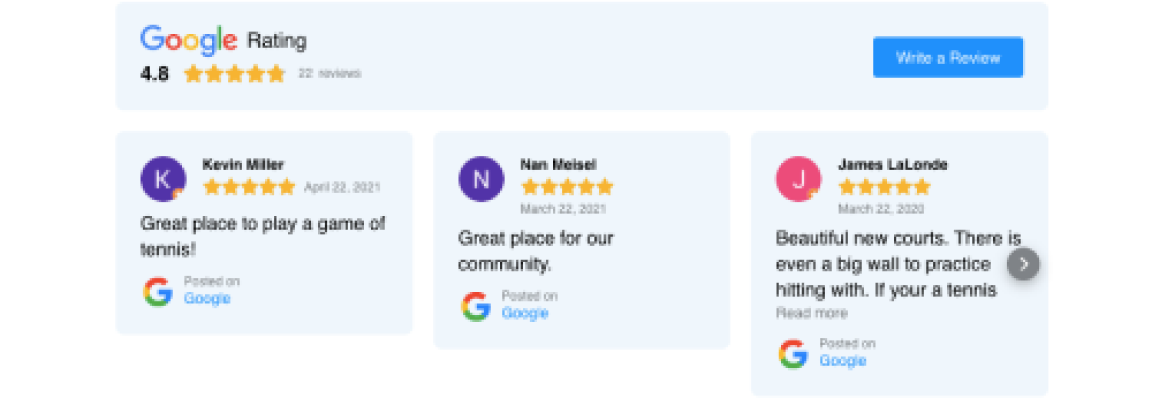 Google Rating
4.8 22 reviews
Write a Review
K
Kevin Miller
April 22, 2021
Great place to play a game of
tennis!
Posted on
Google
N
Nan Meisel
March 22, 2021
Great place for our
community.
Posted on
Google
J
James LaLonde
March 22, 2020
Beautiful new courts. There is
even a big wall to practice
hitting with. If your a tennis
Read more
Posted on
Google